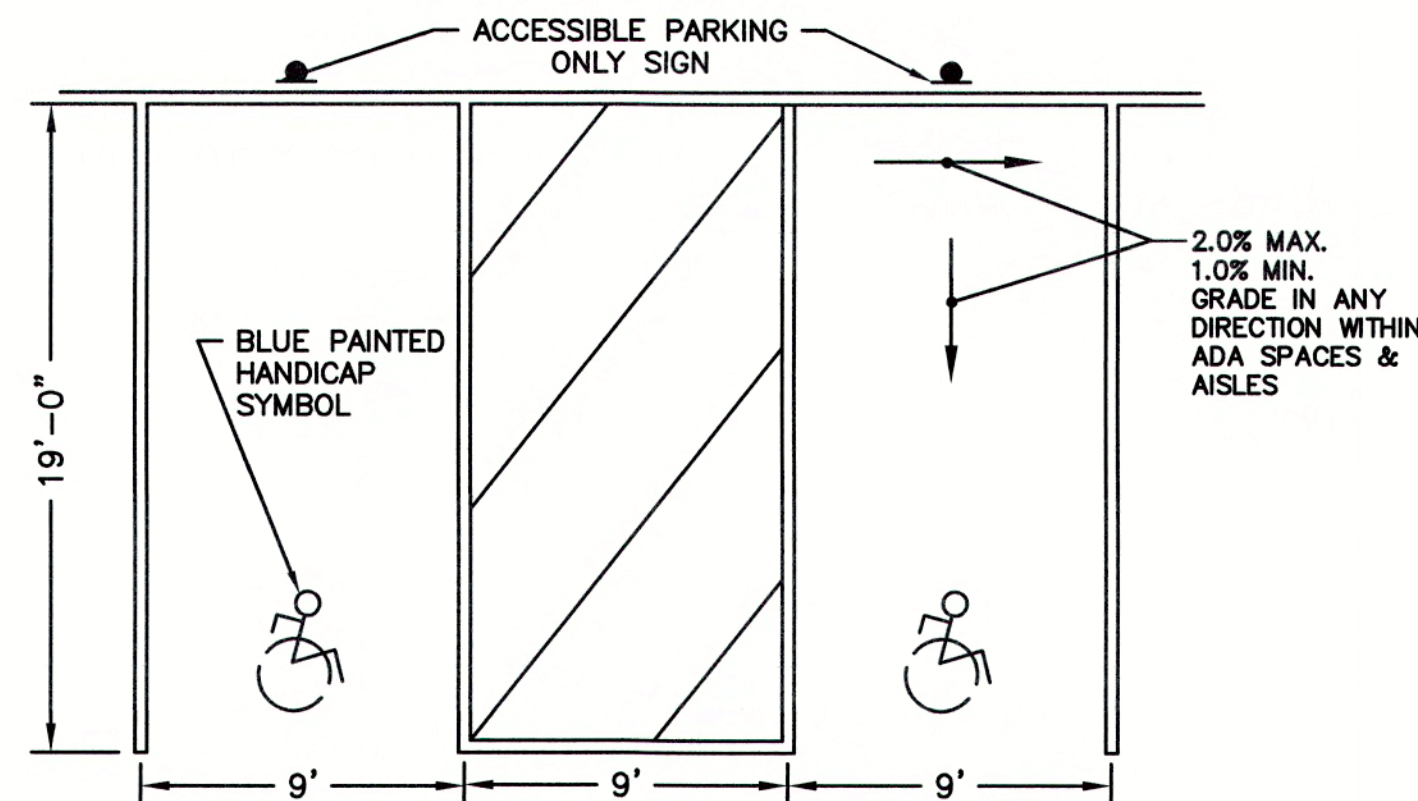 ACCESSIBLE PARKING
ONLY SIGN
2.0% MAX.
1.0% MIN.
GRADE IN ANY
DIRECTION WITHIN
ADA SPACES &
AISLES
BLUE PAINTED
HANDICAP
SYMBOL
19'-0"
9'
9'
9'